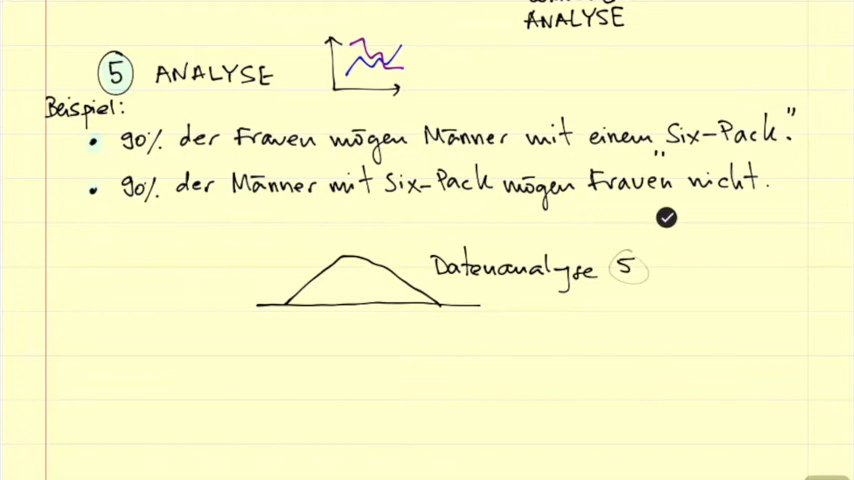 ANALYSE
5 ANALYSE
Beispiel:
• 90% der Frauen mögen Männer mit einem "Six-Pack."
• 90% der Männer mit Six-Pack mögen Frauen nicht.
Datenanalyse 5